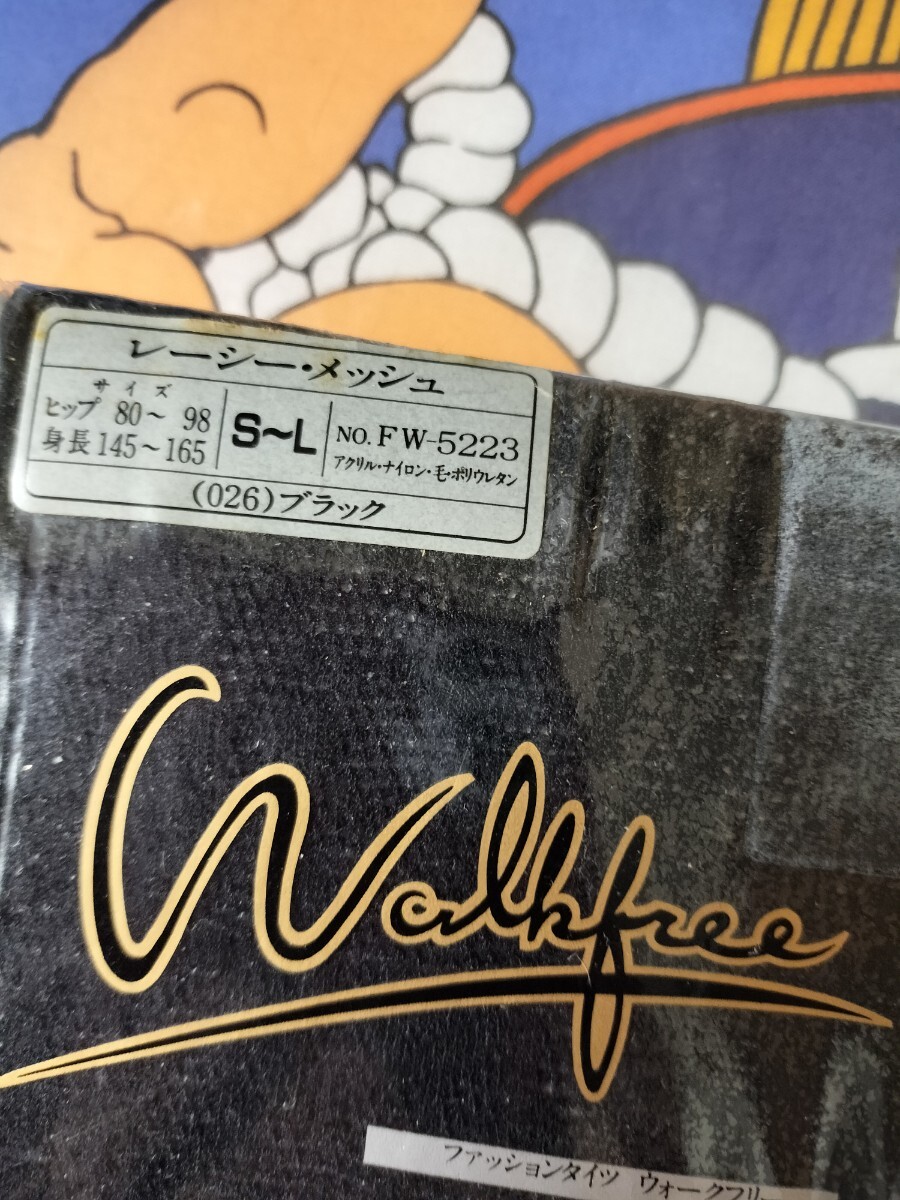 レーシー・メッシュ
サイズ
ヒップ 80～ 98
身長 145～165
S～L
NO. FW-5223
アクリル・ナイロン・毛・ポリウレタン
(026)ブラック
Walkfree
ファッションタイツ ウォークフリ